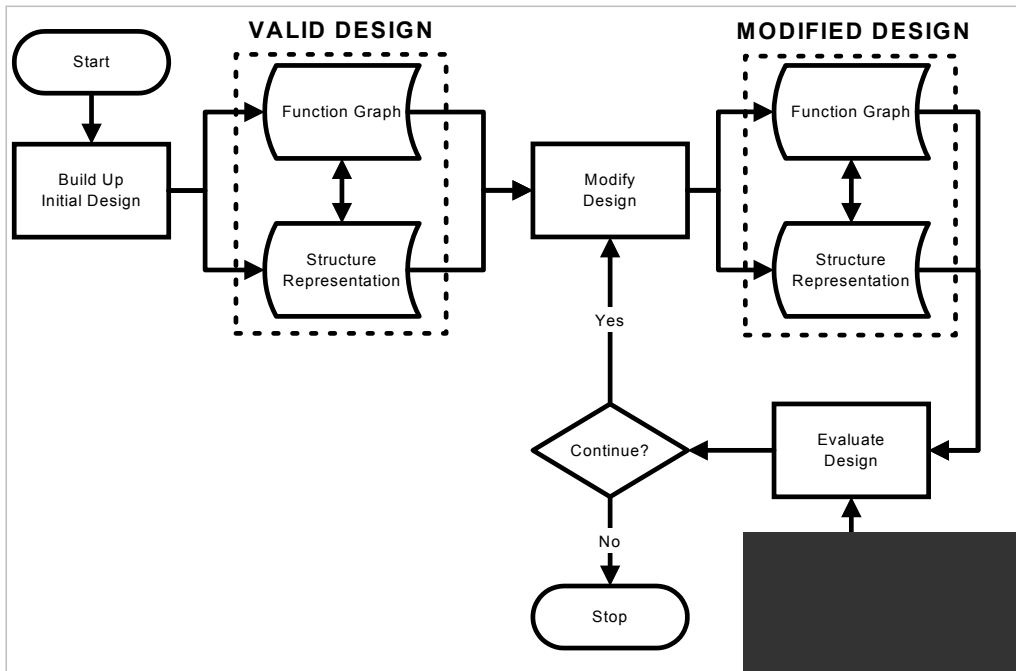 VALID DESIGN
MODIFIED DESIGN
Start
Function Graph
Function Graph
Build Up
Initial Design
Modify
Design
Structure
Representation
Structure
Representation
Yes
Continue?
Evaluate
Design
No
Stop